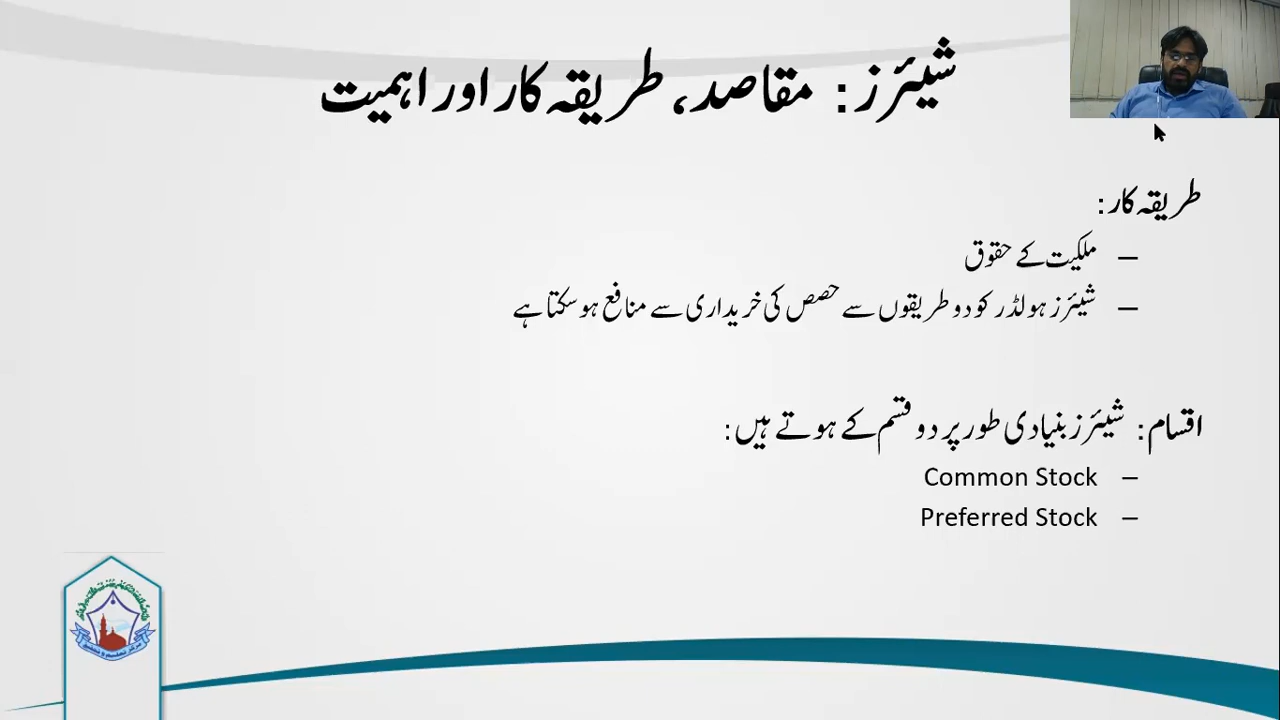 شیئرز: مقاصد، طریقہ کار اور اہمیت
طریقہ کار:
– ملکیت کے حقوق
– شیئرز ہولڈر کو دو طریقوں سے حصص کی خریداری سے منافع ہو سکتا ہے
اقسام: شیئرز بنیادی طور پر دو قسم کے ہوتے ہیں:
– Common Stock
– Preferred Stock